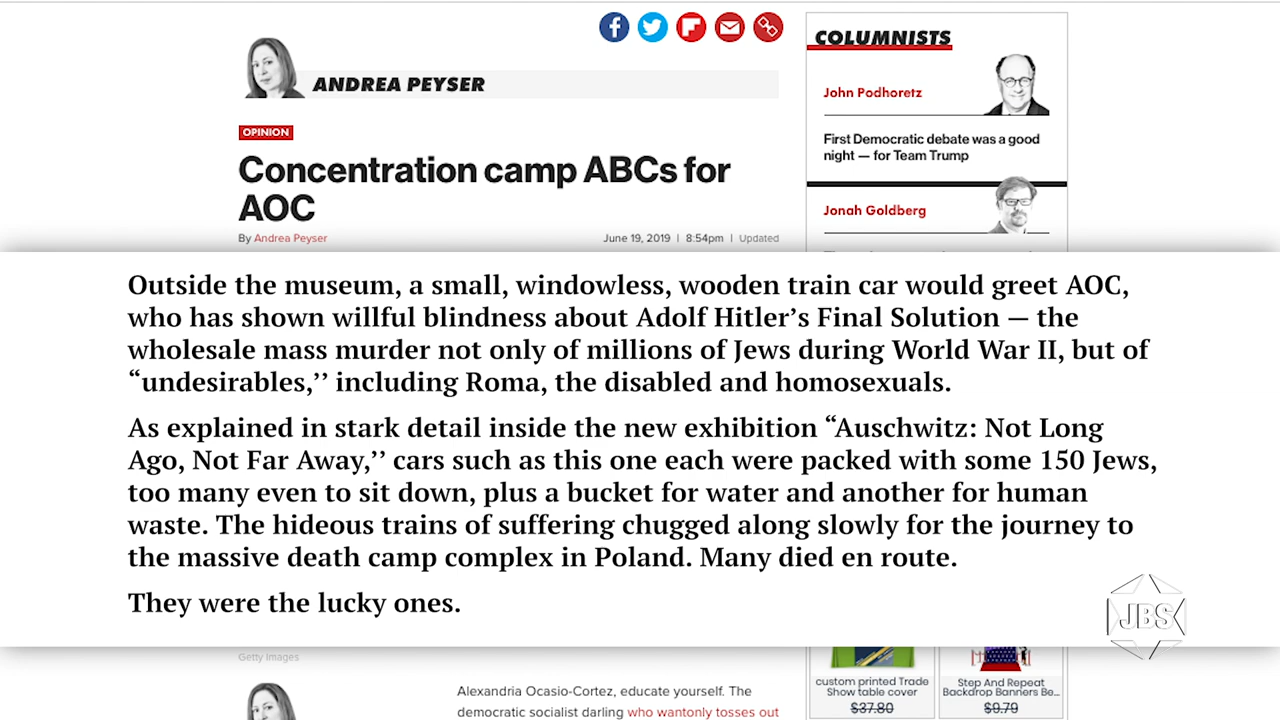 ANDREA PEYSER
OPINION
Concentration camp ABCs for
AOC
By Andrea Peyser
June 19, 2019 | 8:54pm | Updated
COLUMNISTS
John Podhoretz
First Democratic debate was a good
night — for Team Trump
Jonah Goldberg
Outside the museum, a small, windowless, wooden train car would greet AOC,
who has shown willful blindness about Adolf Hitler’s Final Solution — the
wholesale mass murder not only of millions of Jews during World War II, but of
“undesirables,’’ including Roma, the disabled and homosexuals.
As explained in stark detail inside the new exhibition “Auschwitz: Not Long
Ago, Not Far Away,’’ cars such as this one each were packed with some 150 Jews,
too many even to sit down, plus a bucket for water and another for human
waste. The hideous trains of suffering chugged along slowly for the journey to
the massive death camp complex in Poland. Many died en route.
They were the lucky ones.
JBS
Getty Images
Alexandria Ocasio-Cortez, educate yourself. The
democratic socialist darling who wantonly tosses out
custom printed Trade
Show table cover
$37.80
Step And Repeat
Backdrop Banners Be...
$9.79